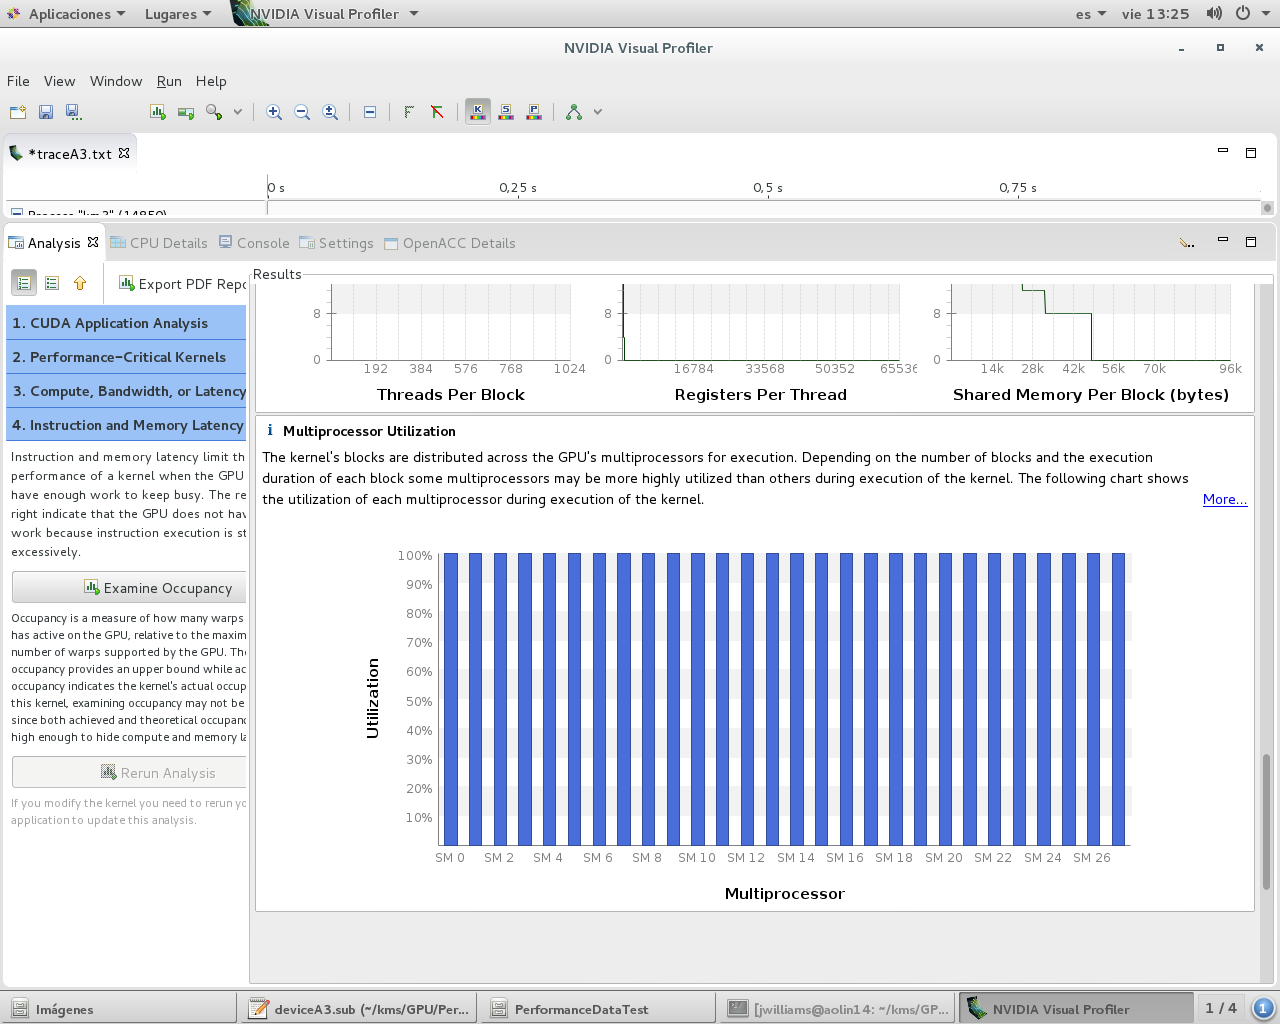 Aplicaciones Lugares NVIDIA Visual Profiler es vie 13:25
NVIDIA Visual Profiler
File View Window Run Help
K S P
*traceA3.txt
0 s 0,25 s 0,5 s 0,75 s
Process "km3" (14850)
Analysis CPU Details Console Settings OpenACC Details
Export PDF Repo
1. CUDA Application Analysis
2. Performance-Critical Kernels
3. Compute, Bandwidth, or Latency
4. Instruction and Memory Latency
Instruction and memory latency limit th
performance of a kernel when the GPU
have enough work to keep busy. The re
right indicate that the GPU does not hav
work because instruction execution is st
excessively.
Examine Occupancy
Occupancy is a measure of how many warps
has active on the GPU, relative to the maxim
number of warps supported by the GPU. The
occupancy provides an upper bound while ac
occupancy indicates the kernel's actual occup
this kernel, examining occupancy may not be
since both achieved and theoretical occupanc
high enough to hide compute and memory la
Rerun Analysis
If you modify the kernel you need to rerun yo
application to update this analysis.
Results
8
0
192 384 576 768 1024
Threads Per Block
8
0
16784 33568 50352 65536
Registers Per Thread
8
0
14k 28k 42k 56k 70k 96k
Shared Memory Per Block (bytes)
Multiprocessor Utilization
The kernel's blocks are distributed across the GPU's multiprocessors for execution. Depending on the number of blocks and the execution
duration of each block some multiprocessors may be more highly utilized than others during execution of the kernel. The following chart shows
the utilization of each multiprocessor during execution of the kernel.
More...
100%
90%
80%
70%
60%
50%
40%
30%
20%
10%
Utilization
SM 0 SM 2 SM 4 SM 6 SM 8 SM 10 SM 12 SM 14 SM 16 SM 18 SM 20 SM 22 SM 24 SM 26
Multiprocessor
Imágenes
deviceA3.sub (~/kms/GPU/Per...
PerformanceDataTest
[jwilliams@aolin14: ~/kms/GP...
NVIDIA Visual Profiler
1 / 4
1